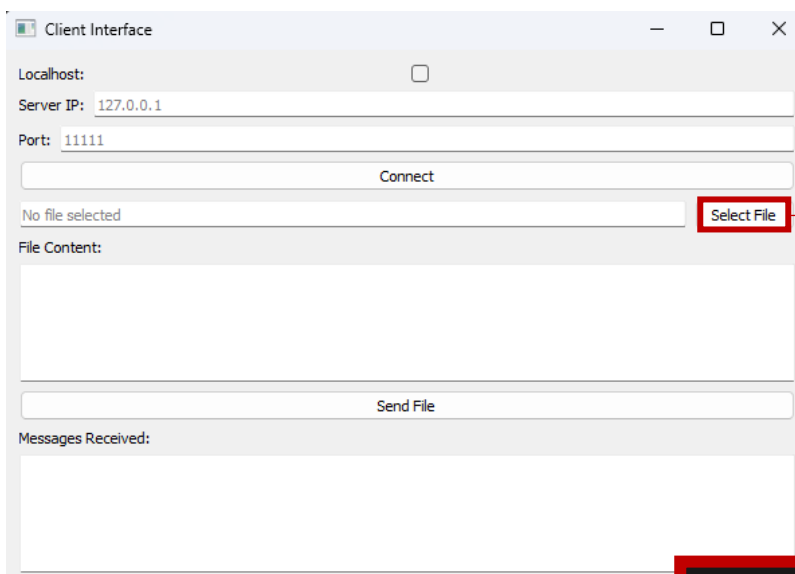 Client Interface
Localhost:
Server IP: 127.0.0.1
Port: 11111
Connect
No file selected Select File
File Content:
Send File
Messages Received: